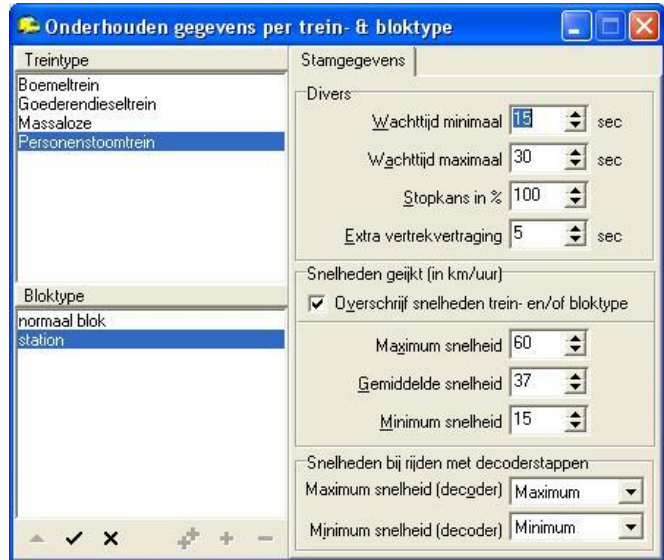 Onderhouden gegevens per trein- & bloktype
Treintype
Boemeltrein
Goederendieseltrein
Massaloze
Personenstoomtrein
Bloktype
normaal blok
station
Stamgegevens
Divers
Wachttijd minimaal 15 sec
Wachttijd maximaal 30 sec
Stopkans in % 100
Extra vertrekvertraging 5 sec
Snelheden geijkt (in km/uur)
Overschrijf snelheden trein- en/of bloktype
Maximum snelheid 60
Gemiddelde snelheid 37
Minimum snelheid 15
Snelheden bij rijden met decoderstappen
Maximum snelheid (decoder) Maximum
Minimum snelheid (decoder) Minimum